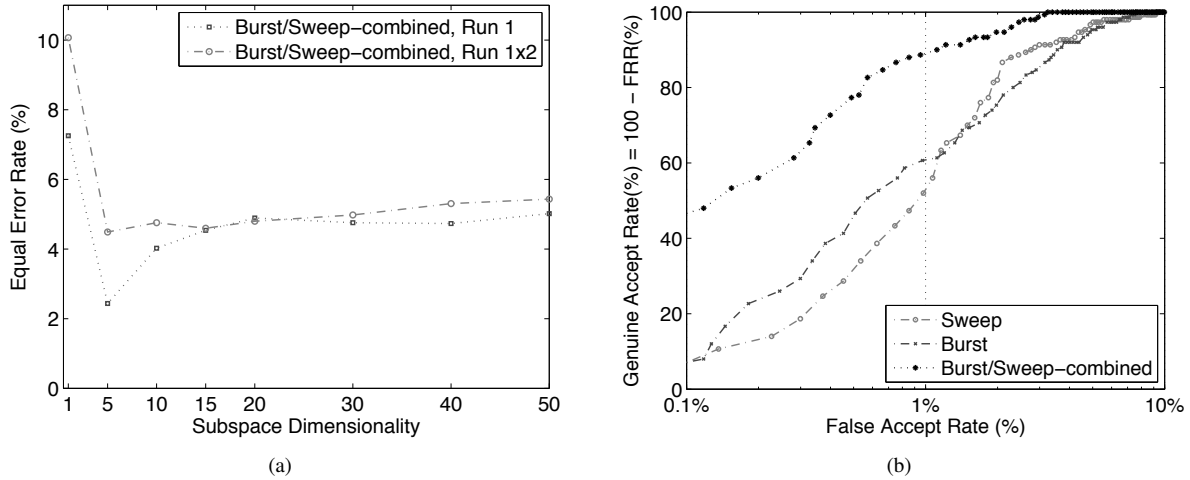 Equal Error Rate (%)
10
8
6
4
2
0
Burst/Sweep-combined, Run 1
Burst/Sweep-combined, Run 1x2
1 5 10 15 20 30 40 50
Subspace Dimensionality
(a)
Genuine Accept Rate(%) = 100 - FRR(%)
100
80
60
40
20
0
Sweep
Burst
Burst/Sweep-combined
0.1% 1% 10%
False Accept Rate (%)
(b)